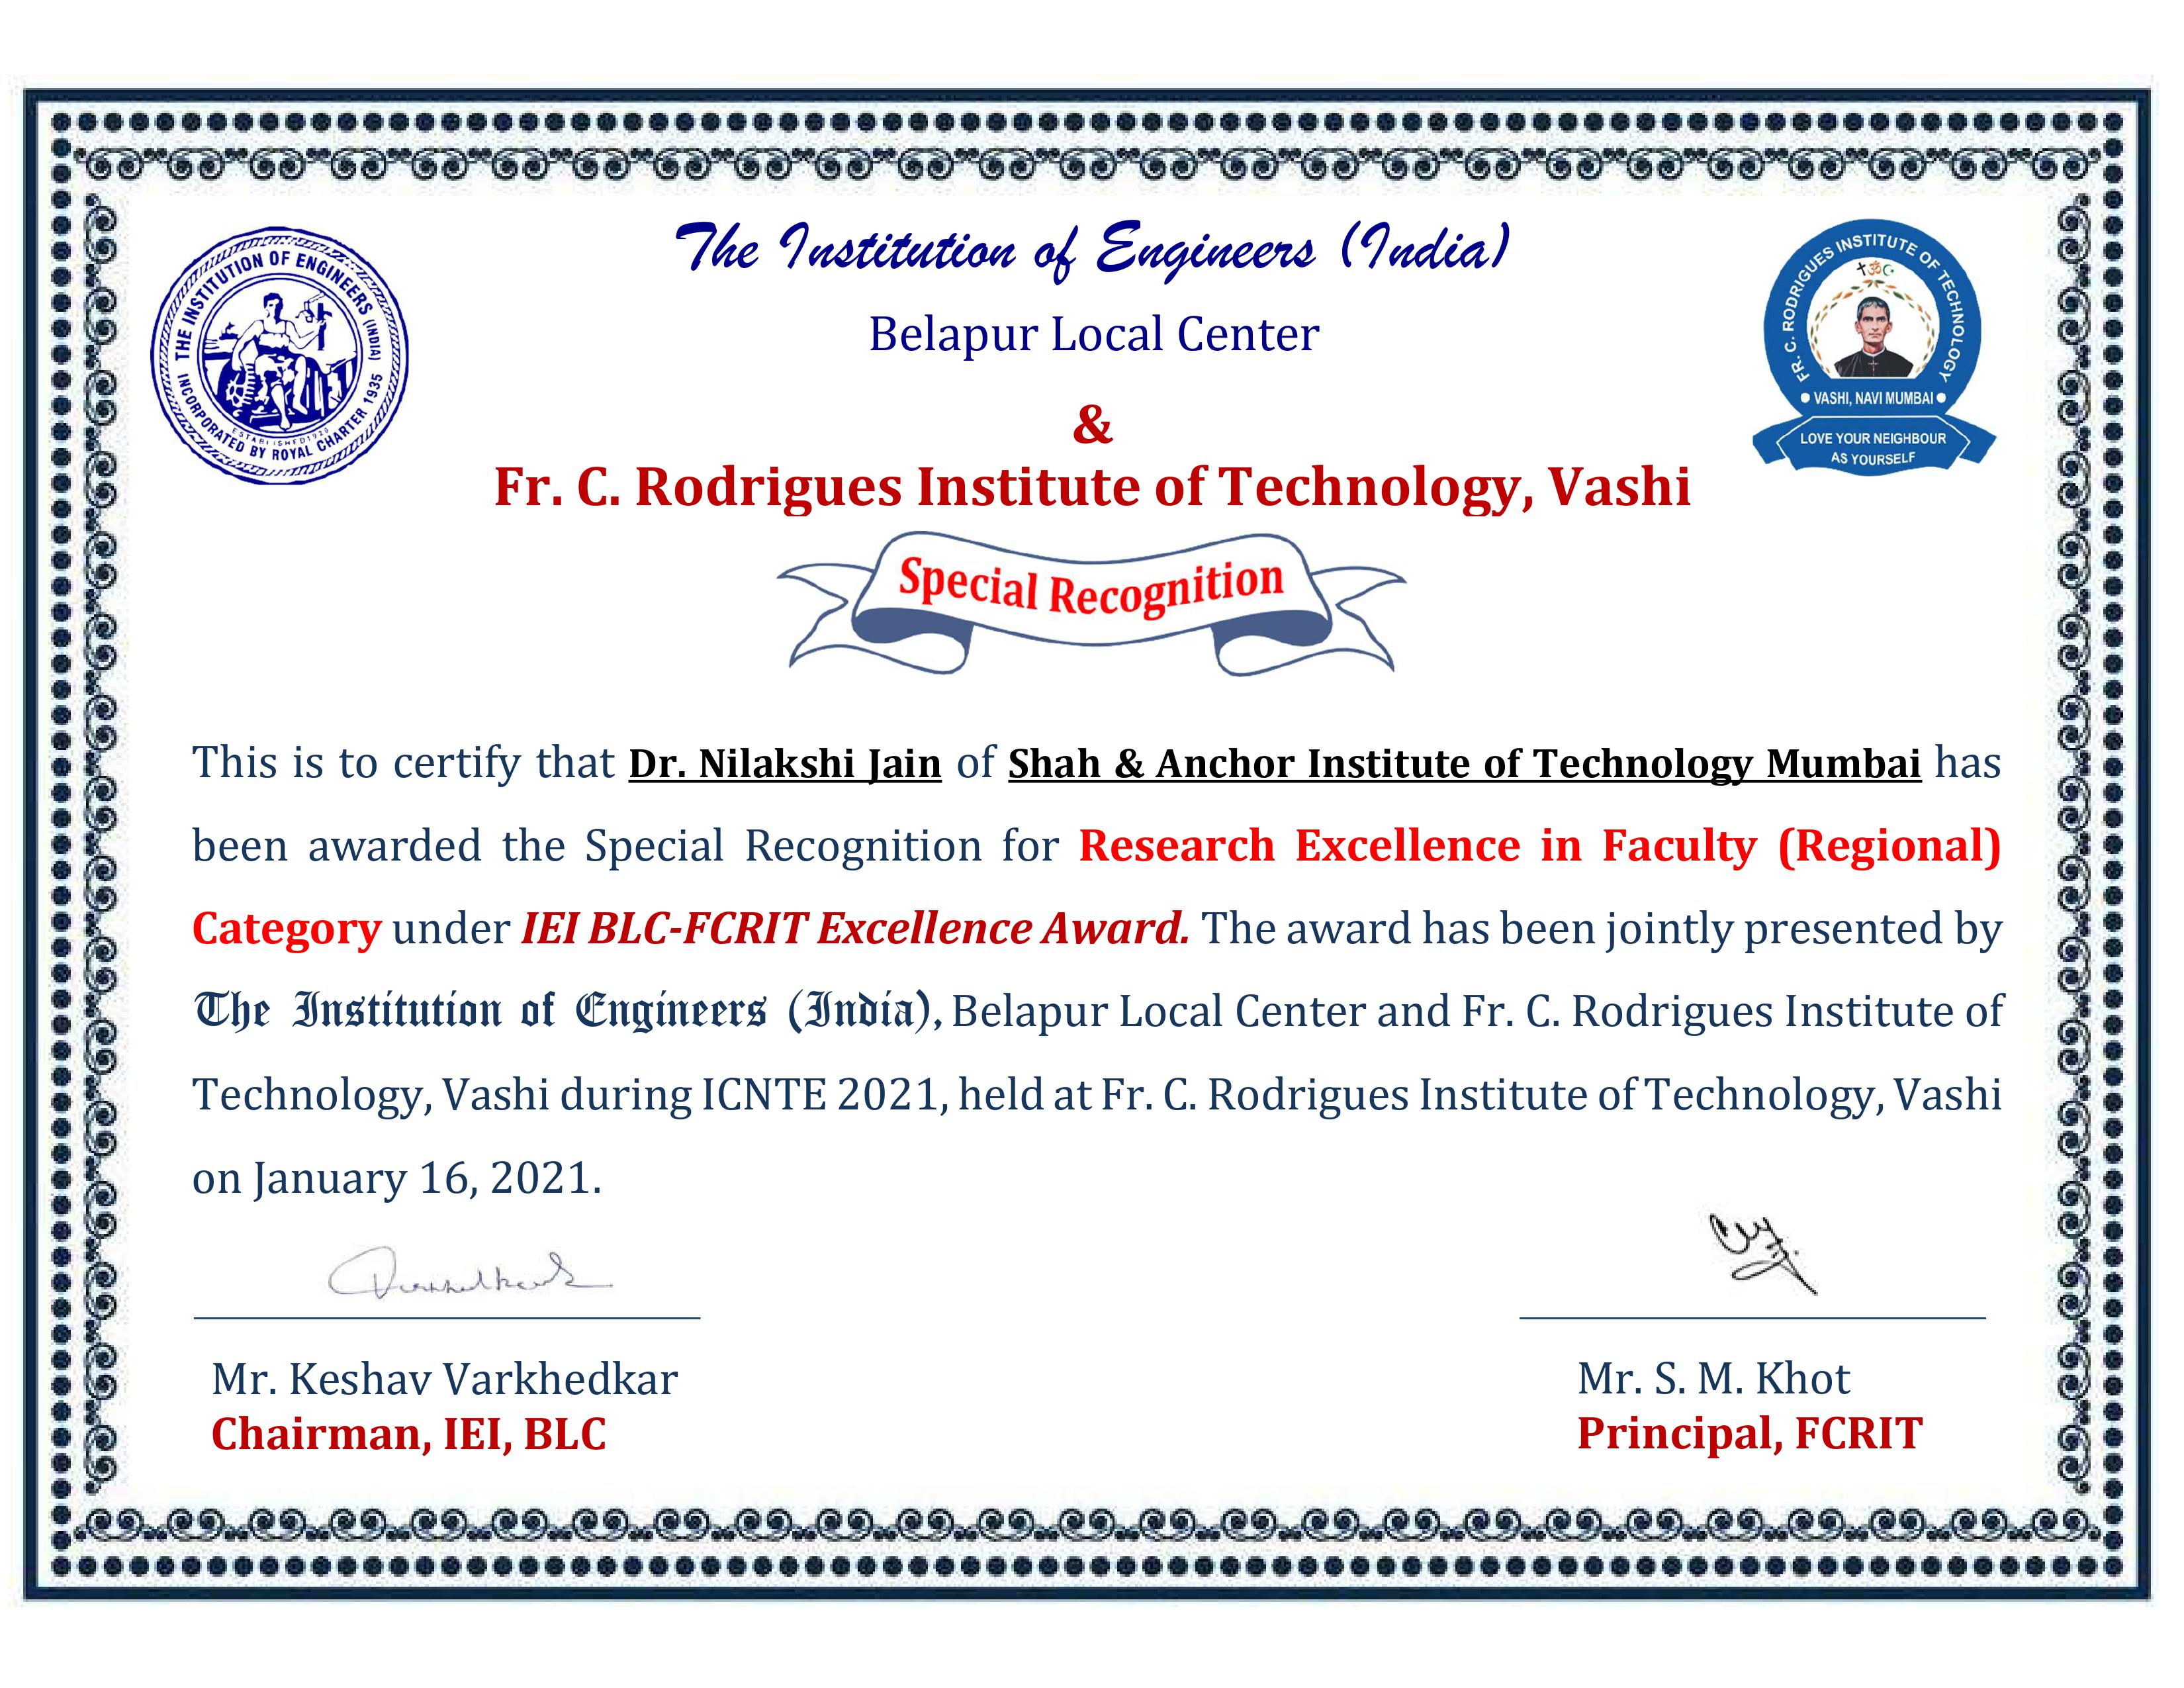 The Institution of Engineers (India)
Belapur Local Center
&
Fr. C. Rodrigues Institute of Technology, Vashi
THE INSTITUTION OF ENGINEERS (INDIA)
INCORPORATED BY ROYAL CHARTER 1935
ESTABLISHED 1920
FR. C. RODRIGUES INSTITUTE OF TECHNOLOGY
VASHI, NAVI MUMBAI
LOVE YOUR NEIGHBOUR
AS YOURSELF
Special Recognition
This is to certify that Dr. Nilakshi Jain of Shah & Anchor Institute of Technology Mumbai has
been awarded the Special Recognition for Research Excellence in Faculty (Regional)
Category under IEI BLC-FCRIT Excellence Award. The award has been jointly presented by
The Institution of Engineers (India), Belapur Local Center and Fr. C. Rodrigues Institute of
Technology, Vashi during ICNTE 2021, held at Fr. C. Rodrigues Institute of Technology, Vashi
on January 16, 2021.
Mr. Keshav Varkhedkar
Chairman, IEI, BLC
Mr. S. M. Khot
Principal, FCRIT